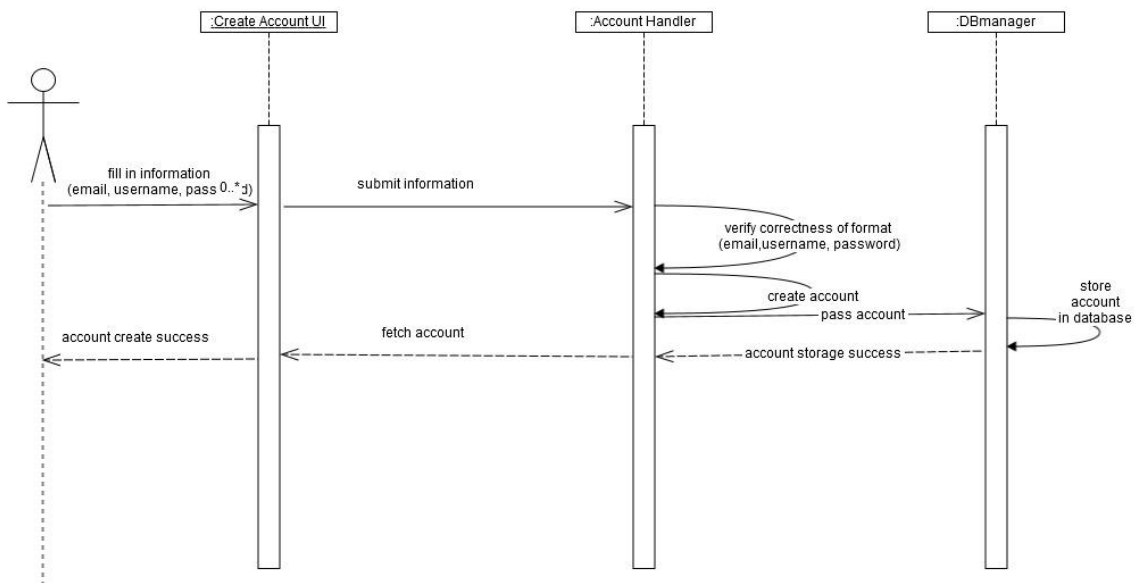 :Create Account UI
:Account Handler
:DBmanager
fill in information
(email, username, pass 0..* d)
submit information
verify correctness of format
(email,username, password)
create account
pass account
store
account
in database
account create success
fetch account
account storage success